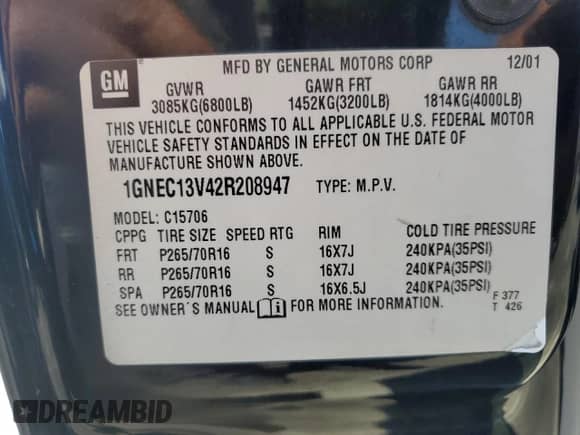 GM
MFD BY GENERAL MOTORS CORP 12/01
GVWR GAWR FRT GAWR RR
3085KG(6800LB) 1452KG(3200LB) 1814KG(4000LB)
THIS VEHICLE CONFORMS TO ALL APPLICABLE U.S. FEDERAL MOTOR
VEHICLE SAFETY STANDARDS IN EFFECT ON THE DATE OF
MANUFACTURE SHOWN ABOVE.
1GNEC13V42R208947 TYPE: M.P.V.
MODEL: C15706
CPPG TIRE SIZE SPEED RTG RIM COLD TIRE PRESSURE
FRT P265/70R16 S 16X7J 240KPA(35PSI)
RR P265/70R16 S 16X7J 240KPA(35PSI)
SPA P265/70R16 S 16X6.5J 240KPA(35PSI)
SEE OWNER'S MANUAL FOR MORE INFORMATION.
F 377
T 426
DREAMBID